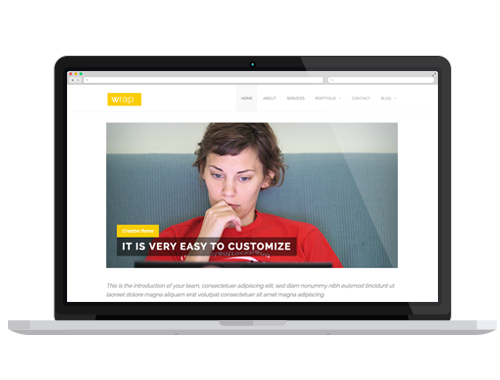 wrap
HOME ABOUT SERVICES PORTFOLIO CONTACT BLOG
Creative theme
IT IS VERY EASY TO CUSTOMIZE
This is the introduction of your team, consectetuer adipiscing elit, sed diam nonummy nibh euismod tincidunt ut
laoreet dolore magna aliquam erat volutpat consectetuer sit amet magna adipiscing.